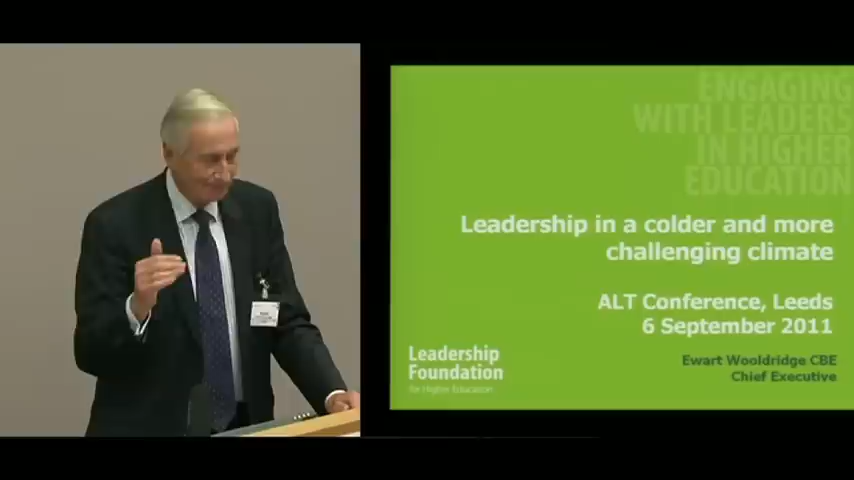 ENGAGING
WITH LEADERS
IN HIGHER
EDUCATION
Leadership in a colder and more
challenging climate
ALT Conference, Leeds
6 September 2011
Ewart Wooldridge CBE
Chief Executive
Leadership
Foundation
for Higher Education